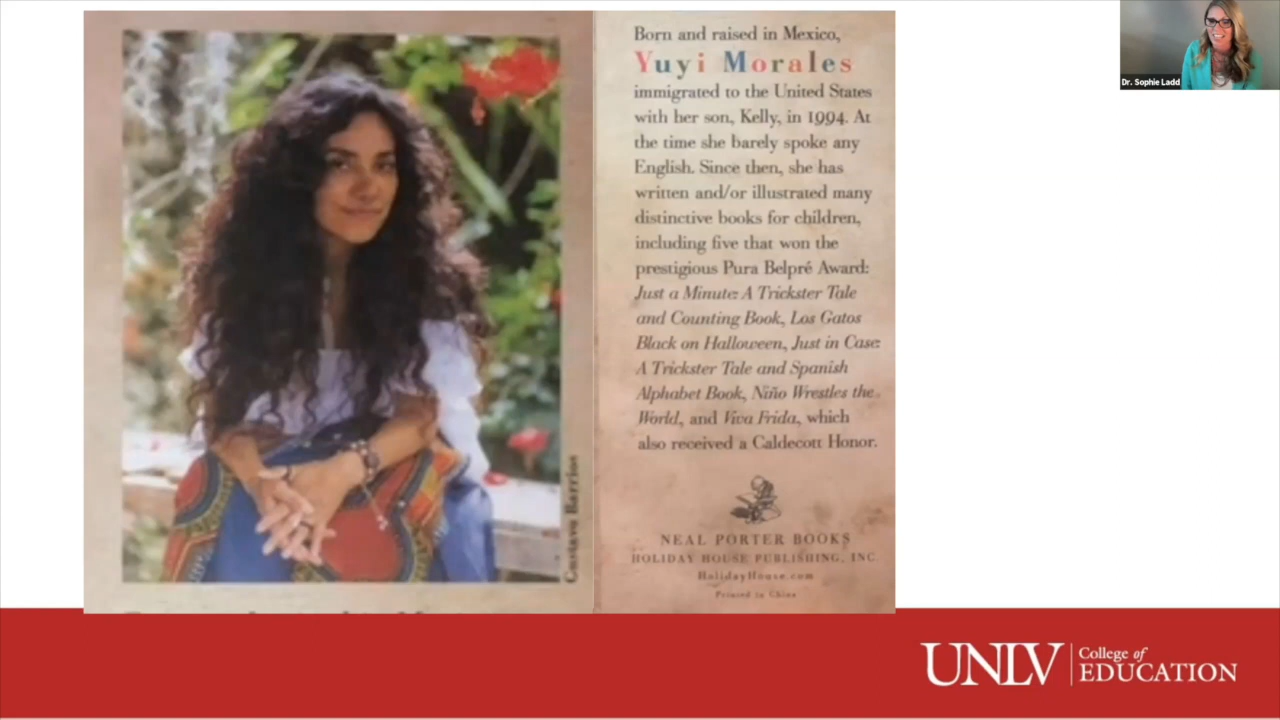 Born and raised in Mexico,
Yuyi Morales
immigrated to the United States
with her son, Kelly, in 1994. At
the time she barely spoke any
English. Since then, she has
written and/or illustrated many
distinctive books for children,
including five that won the
prestigious Pura Belpré Award:
Just a Minute: A Trickster Tale
and Counting Book, Los Gatos
Black on Halloween, Just in Case:
A Trickster Tale and Spanish
Alphabet Book, Niño Wrestles the
World, and Viva Frida, which
also received a Caldecott Honor.
Gustavo Barrios
NEAL PORTER BOOKS
HOLIDAY HOUSE PUBLISHING, INC
HolidayHouse.com
Printed in China
Dr. Sophie Ladd
UNLV
College of
EDUCATION